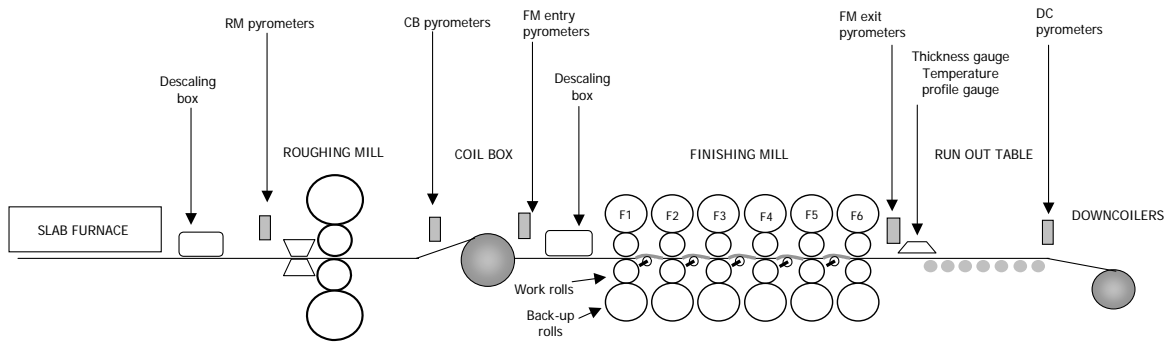 RM pyrometers
CB pyrometers
FM entry
pyrometers
FM exit
pyrometers
DC
pyrometers
Thickness gauge
Temperature
profile gauge
Descaling
box
Descaling
box
ROUGHING MILL
COIL BOX
FINISHING MILL
RUN OUT TABLE
SLAB FURNACE
F1 F2 F3 F4 F5 F6
DOWNCOILERS
Work rolls
Back-up
rolls